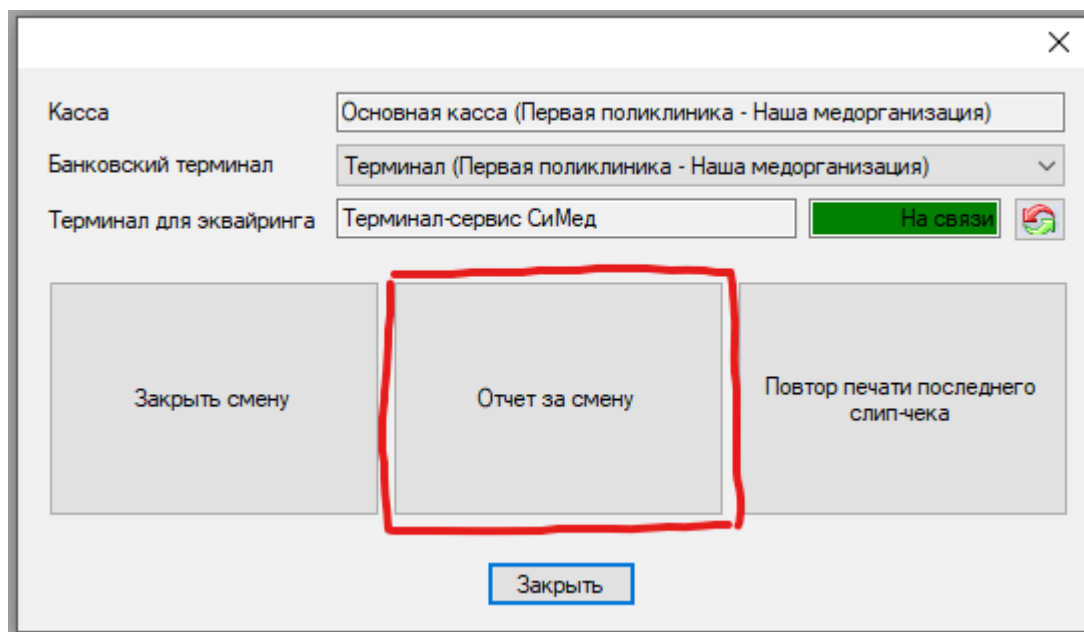 Касса
Основная касса (Первая поликлиника - Наша медорганизация)
Банковский терминал
Терминал (Первая поликлиника - Наша медорганизация)
Терминал для эквайринга
Терминал-сервис СиМед
На связи
Закрыть смену
Отчет за смену
Повтор печати последнего
слип-чека
Закрыть